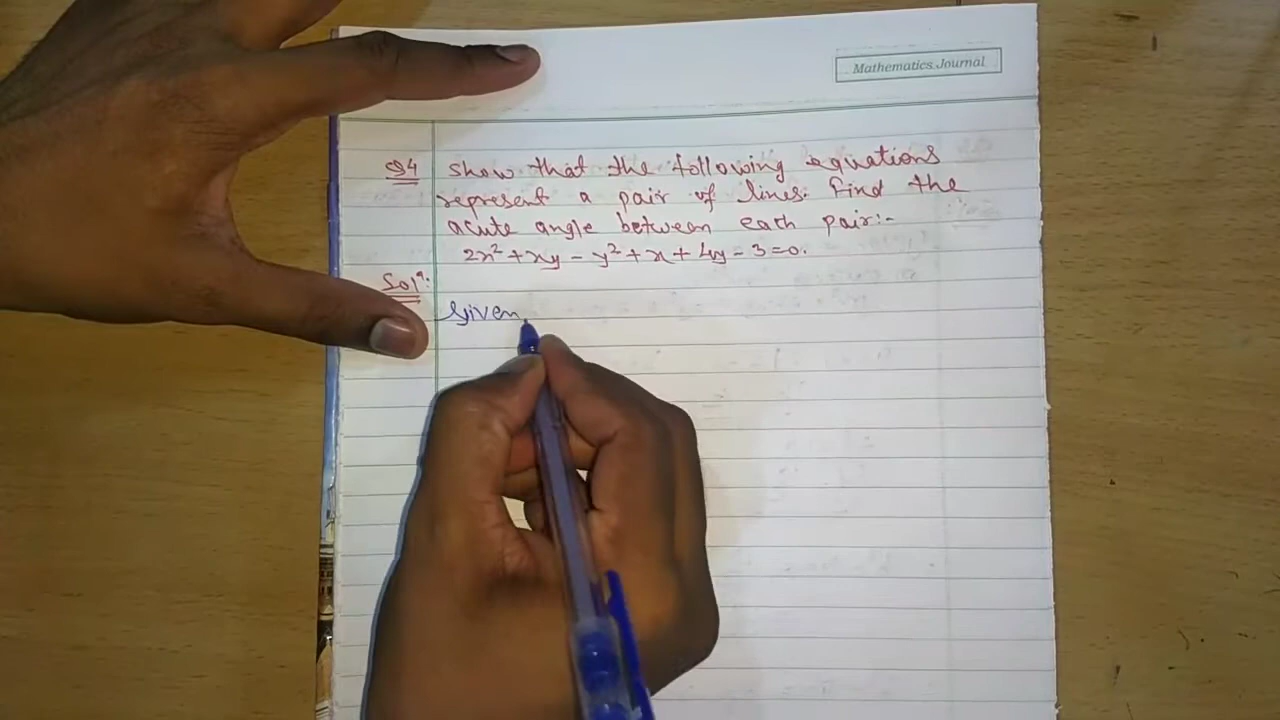 Mathematics Journal
Q4 Show that the following equations
represent a pair of lines. Find the
acute angle between each pair:-
2x² + xy - y² + x + 4y - 3 = 0.
Solⁿ.
Given,